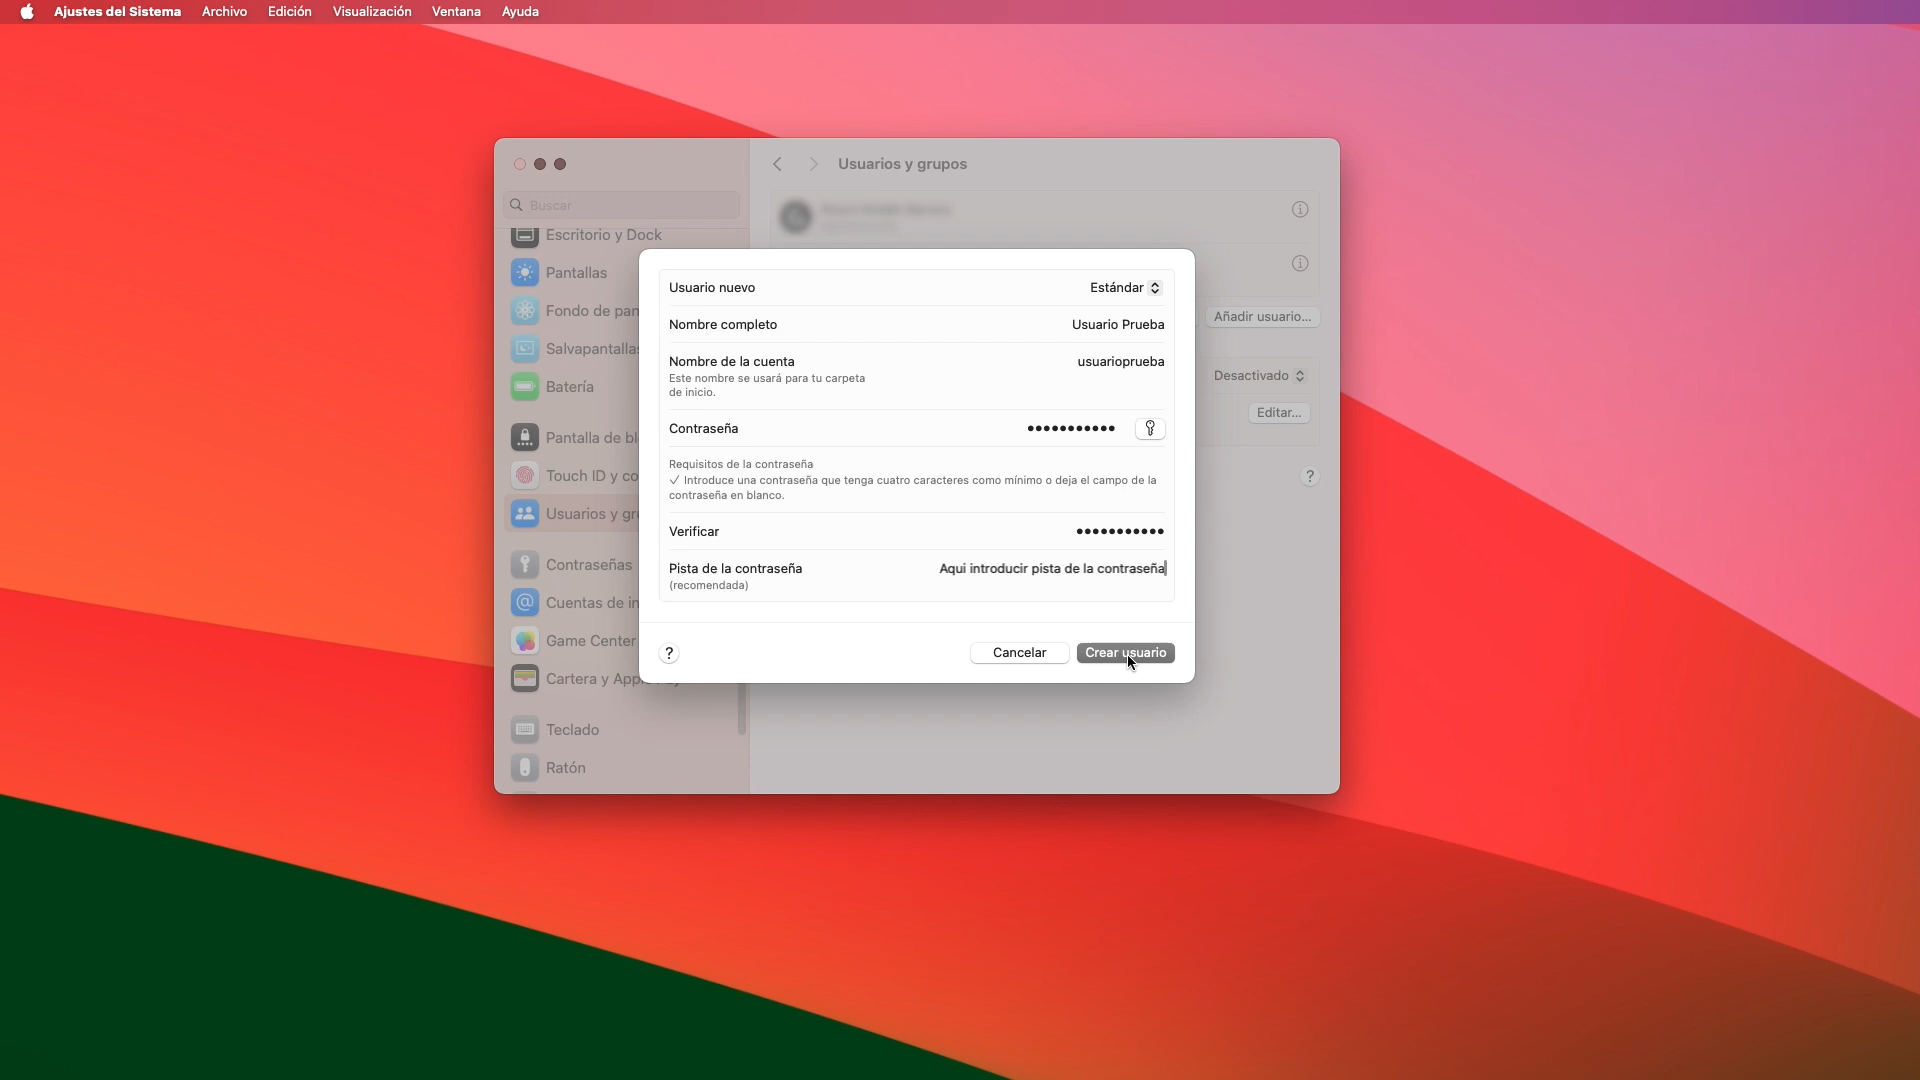 Ajustes del Sistema Archivo Edición Visualización Ventana Ayuda
Usuarios y grupos
Buscar
Escritorio y Dock
Pantallas
Fondo de pan
Salvapantallas
Batería
Pantalla de bl
Touch ID y co
Usuarios y gru
Contraseñas
Cuentas de in
Game Center
Cartera y Appl
Teclado
Ratón
Añadir usuario...
Desactivado
Editar...
?
Usuario nuevo Estándar
Nombre completo Usuario Prueba
Nombre de la cuenta usuarioprueba
Este nombre se usará para tu carpeta
de inicio.
Contraseña •••••••••••
Requisitos de la contraseña
✓ Introduce una contraseña que tenga cuatro caracteres como mínimo o deja el campo de la
contraseña en blanco.
Verificar •••••••••••
Pista de la contraseña Aqui introducir pista de la contraseña
(recomendada)
? Cancelar Crear usuario